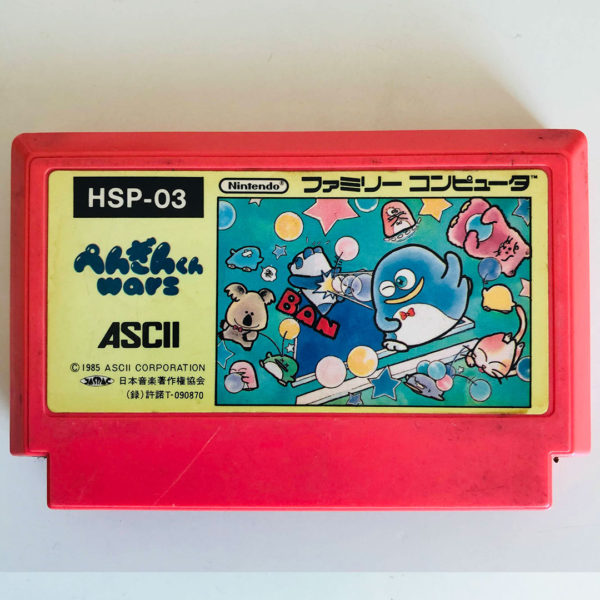 HSP-03
Nintendo® ファミリー コンピュータ™
ぺんぎんくん
wars
BAN
ASCII
©1985 ASCII CORPORATION
JASRAC 日本音楽著作権協会
(録)許諾T-090870